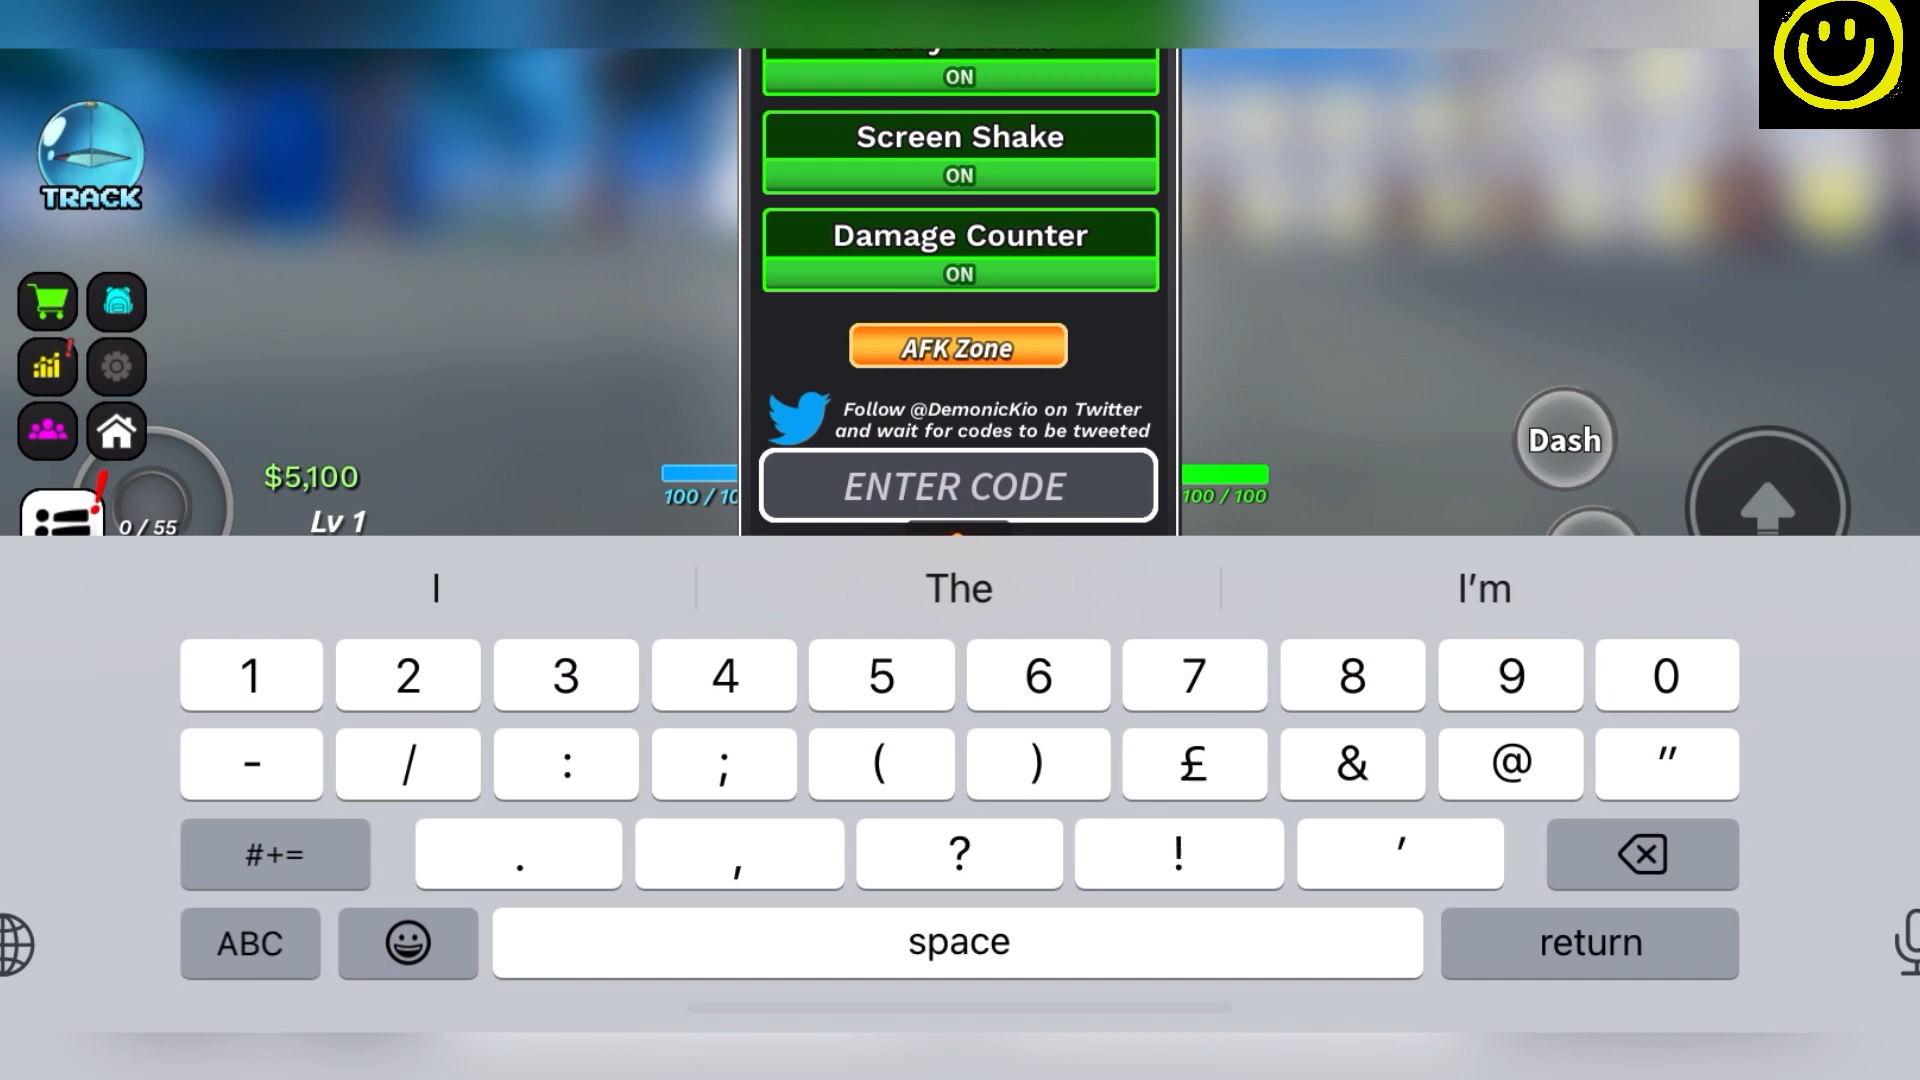 ON
Screen Shake
ON
Damage Counter
ON
TRACK
AFK Zone
Follow @DemonicKio on Twitter
and wait for codes to be tweeted
ENTER CODE
$5,100
Lv 1
0 / 55
100 / 10
100 / 100
Dash
I The I'm
1 2 3 4 5 6 7 8 9 0
- / : ; ( ) £ & @ "
#+= . , ? ! '
ABC space return